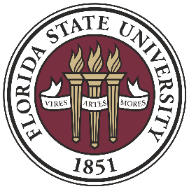 FLORIDA STATE UNIVERSITY
VIRES ARTES MORES
1851